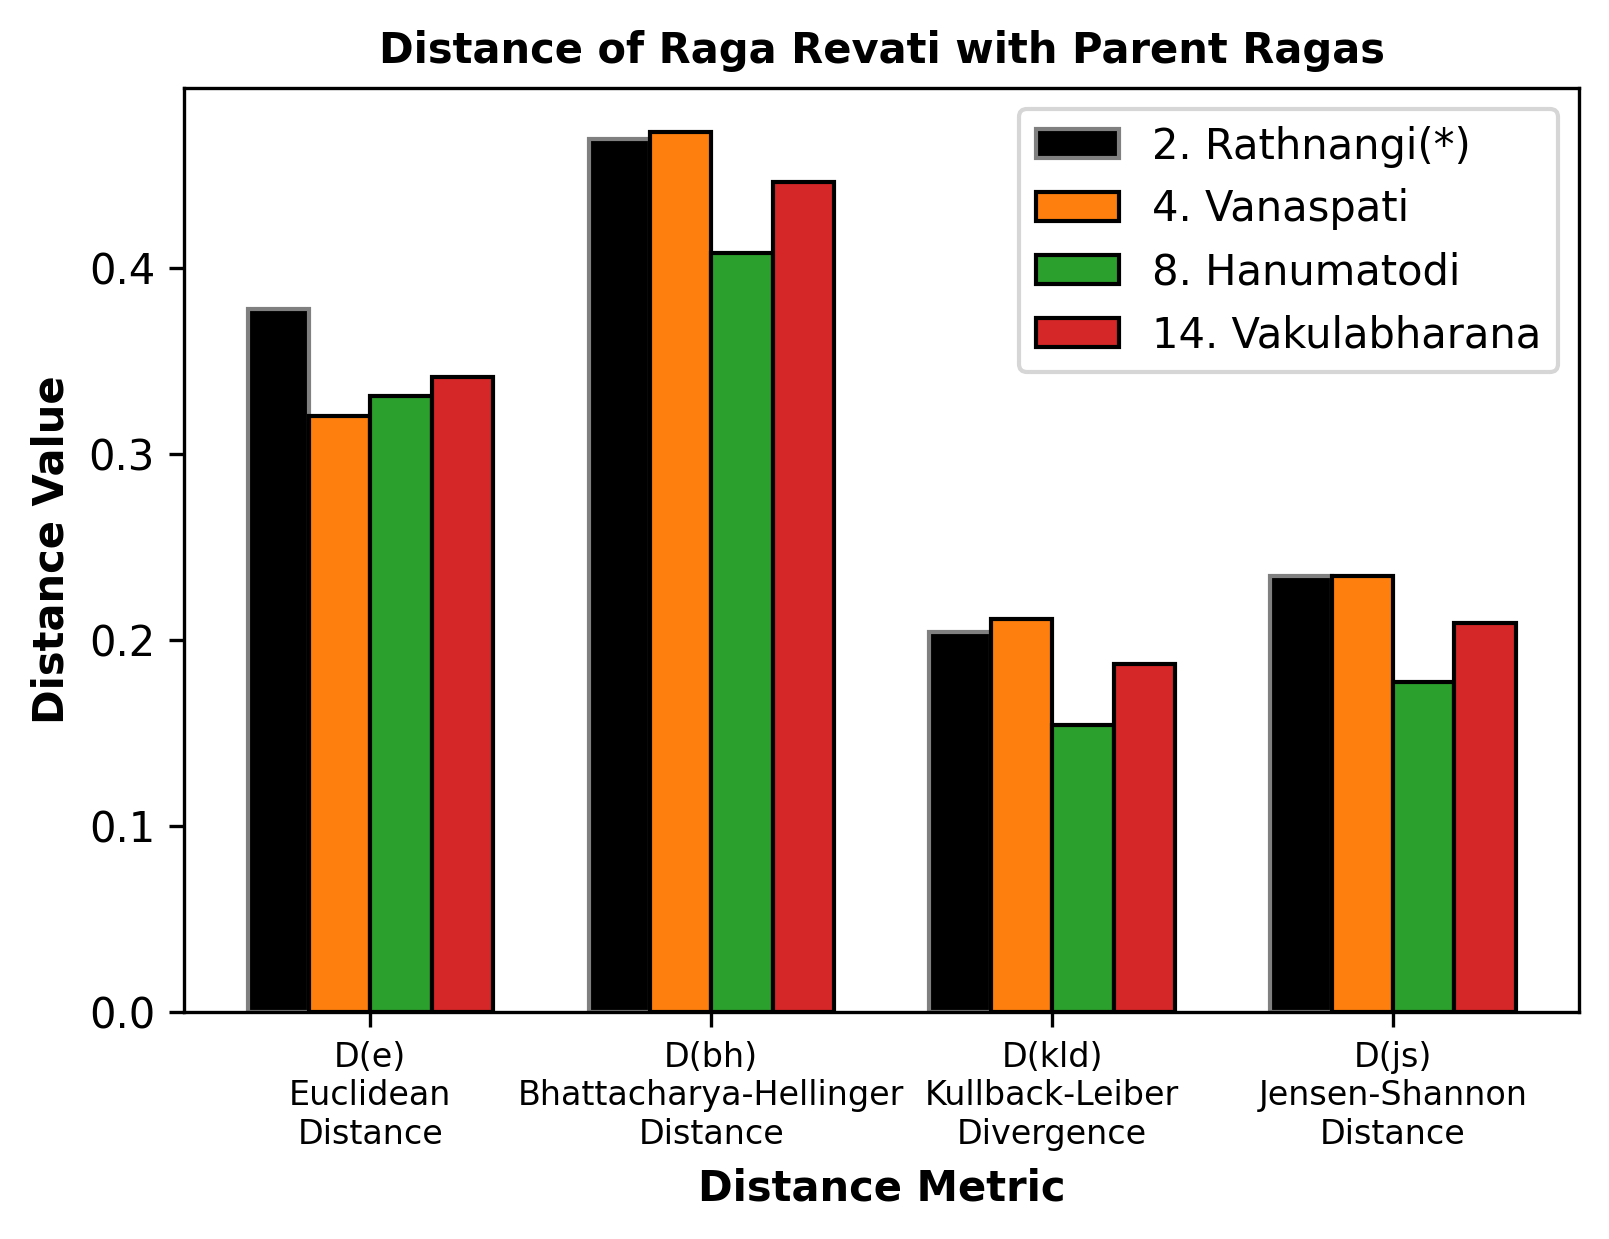 Distance of Raga Revati with Parent Ragas
2. Rathnangi(*)
4. Vanaspati
8. Hanumatodi
14. Vakulabharana
Distance Value
0.4
0.3
0.2
0.1
0.0
D(e)
Euclidean
Distance
D(bh)
Bhattacharya-Hellinger
Distance
D(kld)
Kullback-Leiber
Divergence
D(js)
Jensen-Shannon
Distance
Distance Metric